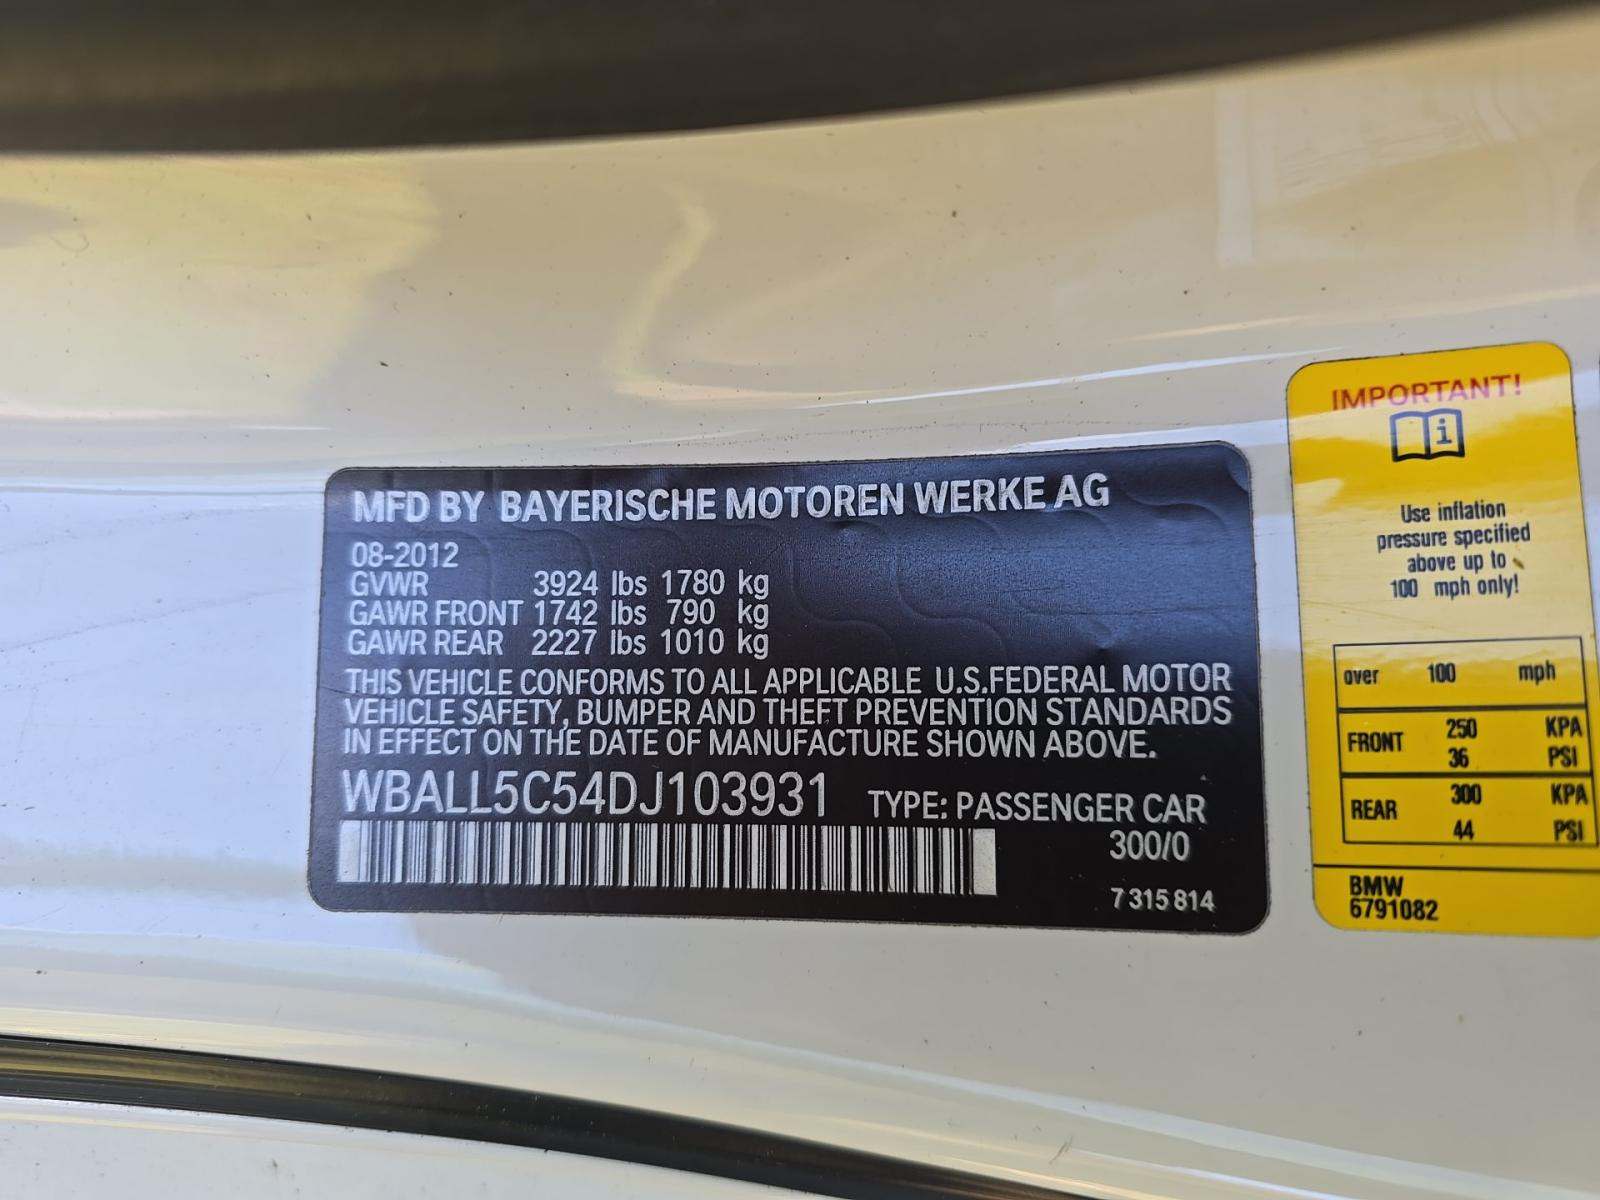 MFD BY BAYERISCHE MOTOREN WERKE AG
08-2012
GVWR 3924 lbs 1780 kg
GAWR FRONT 1742 lbs 790 kg
GAWR REAR 2227 lbs 1010 kg
THIS VEHICLE CONFORMS TO ALL APPLICABLE U.S.FEDERAL MOTOR
VEHICLE SAFETY, BUMPER AND THEFT PREVENTION STANDARDS
IN EFFECT ON THE DATE OF MANUFACTURE SHOWN ABOVE.
WBALL5C54DJ103931 TYPE: PASSENGER CAR
300/0
7 315 814
IMPORTANT!
i
Use inflation
pressure specified
above up to
100 mph only!
over 100 mph
FRONT 250 KPA
36 PSI
REAR 300 KPA
44 PSI
BMW
6791082